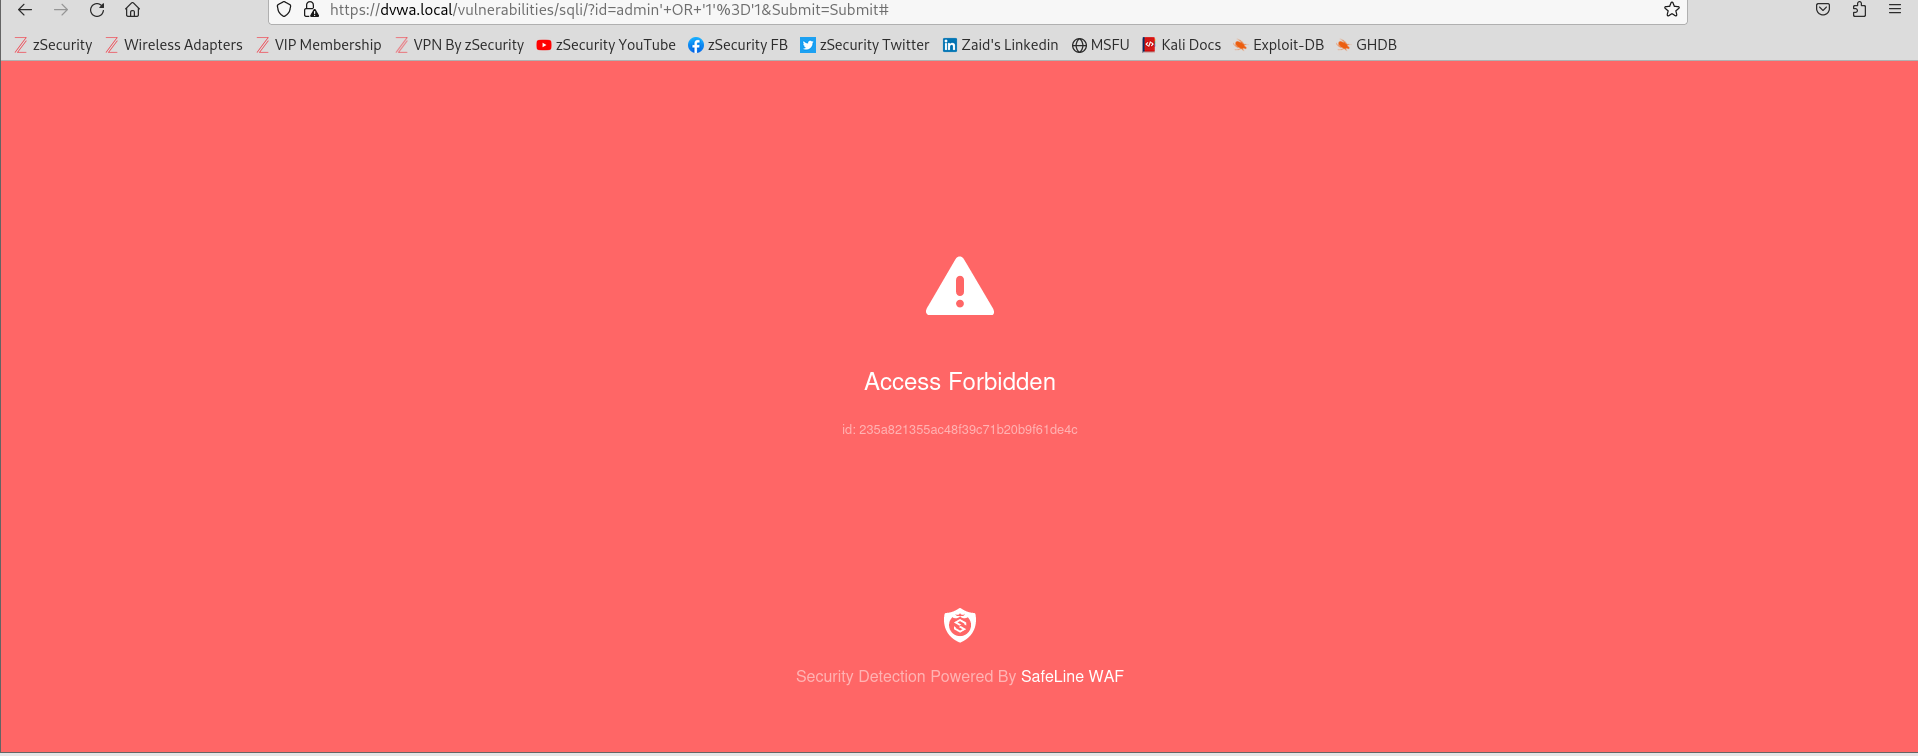 https://dvwa.local/vulnerabilities/sqli/?id=admin'+OR+'1'%3D'1&Submit=Submit#
zSecurity Wireless Adapters VIP Membership VPN By zSecurity zSecurity YouTube zSecurity FB zSecurity Twitter Zaid's Linkedin MSFU Kali Docs Exploit-DB GHDB
Access Forbidden
id: 235a821355ac48f39c71b20b9f61de4c
Security Detection Powered By SafeLine WAF